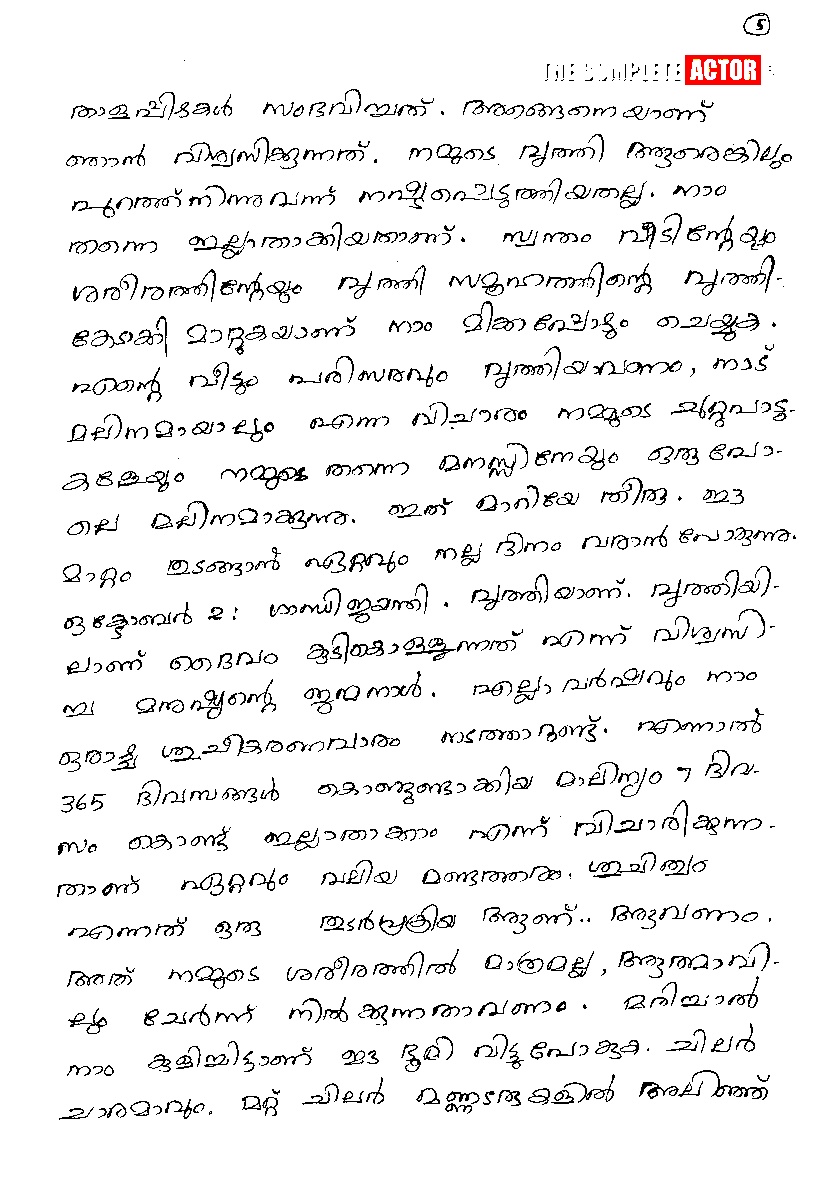 5
THE COMPLETE ACTOR
താളപ്പിഴകൾ സംഭവിച്ചത്. അങ്ങനെയാണ്
ഞാൻ വിശ്വസിക്കുന്നത്. നമ്മുടെ വൃത്തി ആരെങ്കിലും
പുറത്ത് നിന്നു വന്ന് നഷ്ടപ്പെടുത്തിയതല്ല. നാം
തന്നെ ഇല്ലാതാക്കിയതാണ്. സ്വന്തം വീടിന്റേയും
ശരീരത്തിന്റേയും വൃത്തി സമൂഹത്തിന്റെ വൃത്തി-
കേടാക്കി മാറ്റുകയാണ് നാം മിക്കപ്പോഴും ചെയ്യുക.
എന്റെ വീടും പരിസരവും വൃത്തിയാവണം, നാട്
മലിനമായാലും എന്ന വിചാരം നമ്മുടെ ചുറ്റുപാടു-
കളേയും നമ്മുടെ തന്നെ മനസ്സിനേയും ഒരു പോ-
ലെ മലിനമാക്കുന്നു. ഇത് മാറിയേ തീരു. ഈ
മാറ്റം തുടങ്ങാൻ ഏറ്റവും നല്ല ദിനം വരാൻ പോകുന്നു.
ഒക്ടോബർ 2: ഗാന്ധിജയന്തി. വൃത്തിയാണ്. വൃത്തിയി-
ലാണ് ദൈവം കുടികൊള്ളുന്നത് എന്ന് വിശ്വസി-
ച്ച മനുഷ്യന്റെ ജന്മനാൾ. എല്ലാ വർഷവും നാം
ഒരാഴ്ച ശുചീകരണവാരം നടത്താറുണ്ട്. എന്നാൽ
365 ദിവസങ്ങൾ കൊണ്ടുണ്ടാക്കിയ മാലിന്യം 7 ദിവ-
സം കൊണ്ട് ഇല്ലാതാക്കാം എന്ന് വിചാരിക്കുന്ന-
താണ് ഏറ്റവും വലിയ മണ്ടത്തരം. ശുചിത്വം
എന്നത് ഒരു തുടർപ്രക്രിയ ആണ്.. ആവണം.
അത് നമ്മുടെ ശരീരത്തിൽ മാത്രമല്ല, ആത്മാവി-
ലും ചേർന്ന് നിൽക്കുന്നതാവണം. മരിച്ചാൽ
നാം കുളിച്ചിട്ടാണ് ഈ ഭൂമി വിട്ടുപോകുക. ചിലർ
ചാരമാവും. മറ്റ് ചിലർ മണ്ണടരുകളിൽ അലിഞ്ഞ്